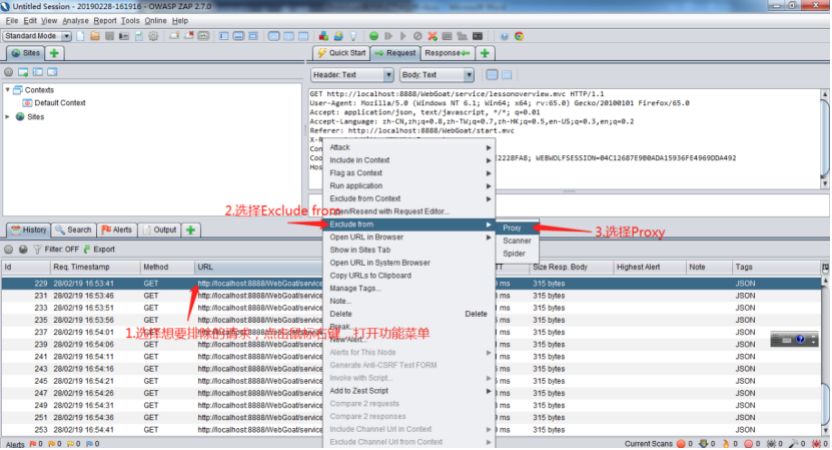 Untitled Session - 20190228-161916 - OWASP ZAP 2.7.0
File Edit View Analyse Report Tools Online Help
Standard Mode
Sites
Quick Start Request Response
Header: Text Body: Text
Contexts
Default Context
Sites
GET http://localhost:8888/WebGoat/service/lessonoverview.mvc HTTP/1.1
User-Agent: Mozilla/5.0 (Windows NT 6.1; Win64; x64; rv:65.0) Gecko/20100101 Firefox/65.0
Accept: application/json, text/javascript, */*; q=0.01
Accept-Language: zh-CN,zh;q=0.8,zh-TW;q=0.7,zh-HK;q=0.5,en-US;q=0.3,en;q=0.2
Referer: http://localhost:8888/WebGoat/start.mvc
X-R
Con
Coo E2228FA8; WEBWOLFSESSION=04C12687E900ADA15936FE4969DDA492
Hos
Attack
Include in Context
Flag as Context
Run application
Exclude from Context
Open/Resend with Request Editor...
Exclude from
Open URL in Browser
Show in Sites Tab
Open URL in System Browser
Copy URLs to Clipboard
Manage Tags...
Note...
Delete Delete
Break...
New Alert...
Alerts for This Node
Generate Anti-CSRF Test FORM
Invoke with Script...
Add to Zest Script
Compare 2 requests
Compare 2 responses
Include Channel Url in Context
Exclude Channel Url from Context
Proxy
Scanner
Spider
2.选择Exclude from
3.选择Proxy
1.选择想要排除的请求，点击鼠标右键，打开功能菜单
History Search Alerts Output
Filter: OFF Export
Id Req. Timestamp Method URL TT Size Resp. Body Highest Alert Note Tags
229 28/02/19 16:53:41 GET http://localhost:8888/WebGoat/service ms 315 bytes JSON
231 28/02/19 16:53:46 GET http://localhost:8888/WebGoat/service ms 315 bytes JSON
233 28/02/19 16:53:51 GET http://localhost:8888/WebGoat/service ms 315 bytes JSON
235 28/02/19 16:53:56 GET http://localhost:8888/WebGoat/service ms 315 bytes JSON
237 28/02/19 16:54:01 GET http://localhost:8888/WebGoat/service ms 315 bytes JSON
239 28/02/19 16:54:06 GET http://localhost:8888/WebGoat/service ms 315 bytes JSON
241 28/02/19 16:54:11 GET http://localhost:8888/WebGoat/service ms 315 bytes JSON
243 28/02/19 16:54:16 GET http://localhost:8888/WebGoat/service ms 315 bytes JSON
245 28/02/19 16:54:21 GET http://localhost:8888/WebGoat/service ms 315 bytes JSON
247 28/02/19 16:54:26 GET http://localhost:8888/WebGoat/service ms 315 bytes JSON
249 28/02/19 16:54:31 GET http://localhost:8888/WebGoat/service ms 315 bytes JSON
251 28/02/19 16:54:36 GET http://localhost:8888/WebGoat/service ms 315 bytes JSON
253 28/02/19 16:54:41 GET http://localhost:8888/WebGoat/service ms 315 bytes JSON
Alerts 0 0 0 0 Current Scans 0 0 0 0 0 0 0